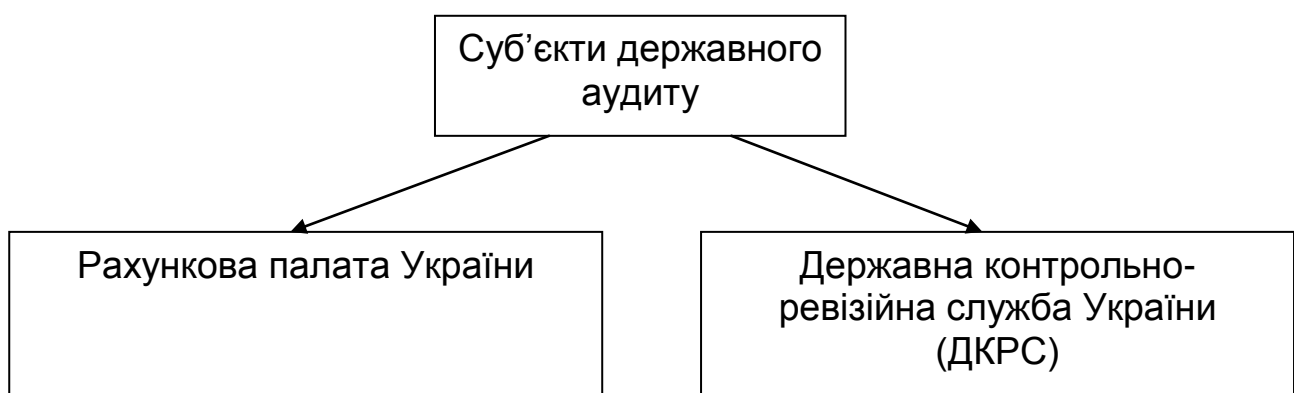 Суб’єкти державного
аудиту
Рахункова палата України
Державна контрольно-
ревізійна служба України
(ДКРС)